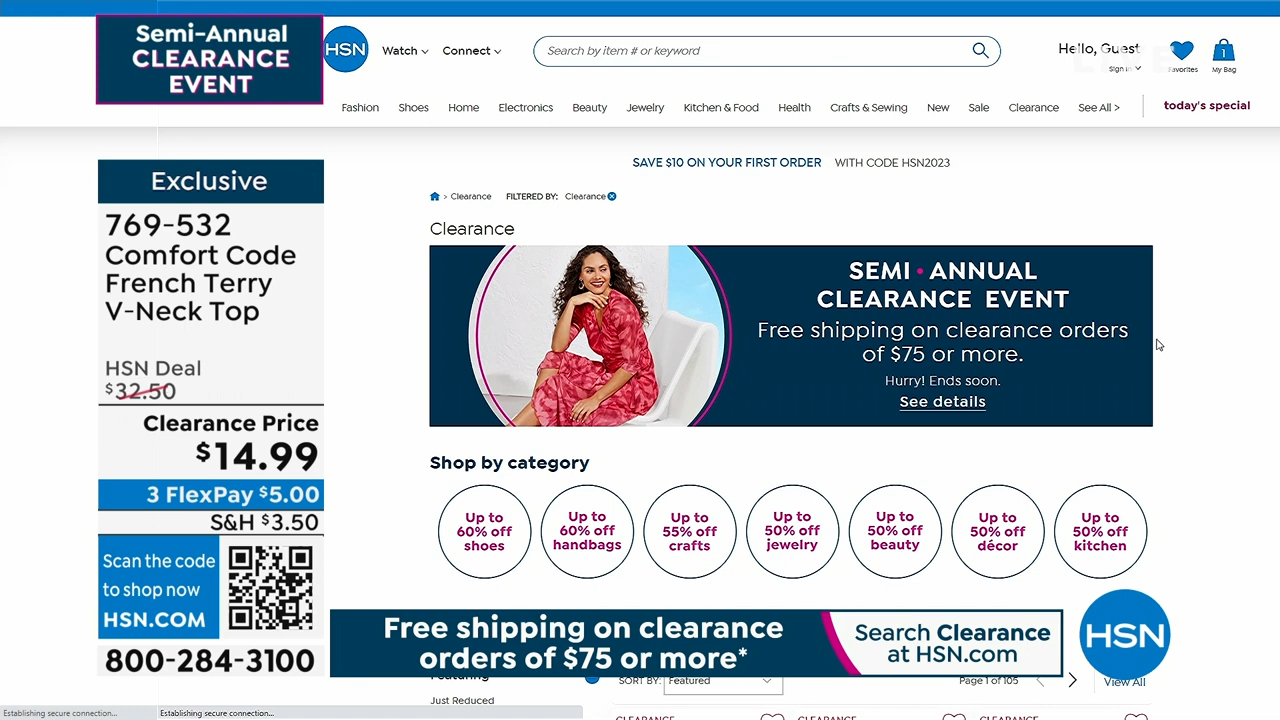 Semi-Annual
CLEARANCE
EVENT
HSN
Watch
Connect
Search by item # or keyword
Hello, Guest
Sign In
LIVE
Favorites
1
My Bag
Fashion
Shoes
Home
Electronics
Beauty
Jewelry
Kitchen & Food
Health
Crafts & Sewing
New
Sale
Clearance
See All >
today's special
SAVE $10 ON YOUR FIRST ORDER WITH CODE HSN2023
> Clearance FILTERED BY: Clearance
Clearance
SEMI • ANNUAL
CLEARANCE EVENT
Free shipping on clearance orders
of $75 or more.
Hurry! Ends soon.
See details
Exclusive
769-532
Comfort Code
French Terry
V-Neck Top
HSN Deal
$32.50
Clearance Price
$14.99
3 FlexPay $5.00
S&H $3.50
Scan the code
to shop now
HSN.COM
800-284-3100
Shop by category
Up to
60% off
shoes
Up to
60% off
handbags
Up to
55% off
crafts
Up to
50% off
jewelry
Up to
50% off
beauty
Up to
50% off
décor
Up to
50% off
kitchen
Free shipping on clearance
orders of $75 or more*
Search Clearance
at HSN.com
HSN
Featuring
Just Reduced
SORT BY: Featured
Page 1 of 105
View All
CLEARANCE
CLEARANCE
CLEARANCE
Establishing secure connection...
Establishing secure connection...